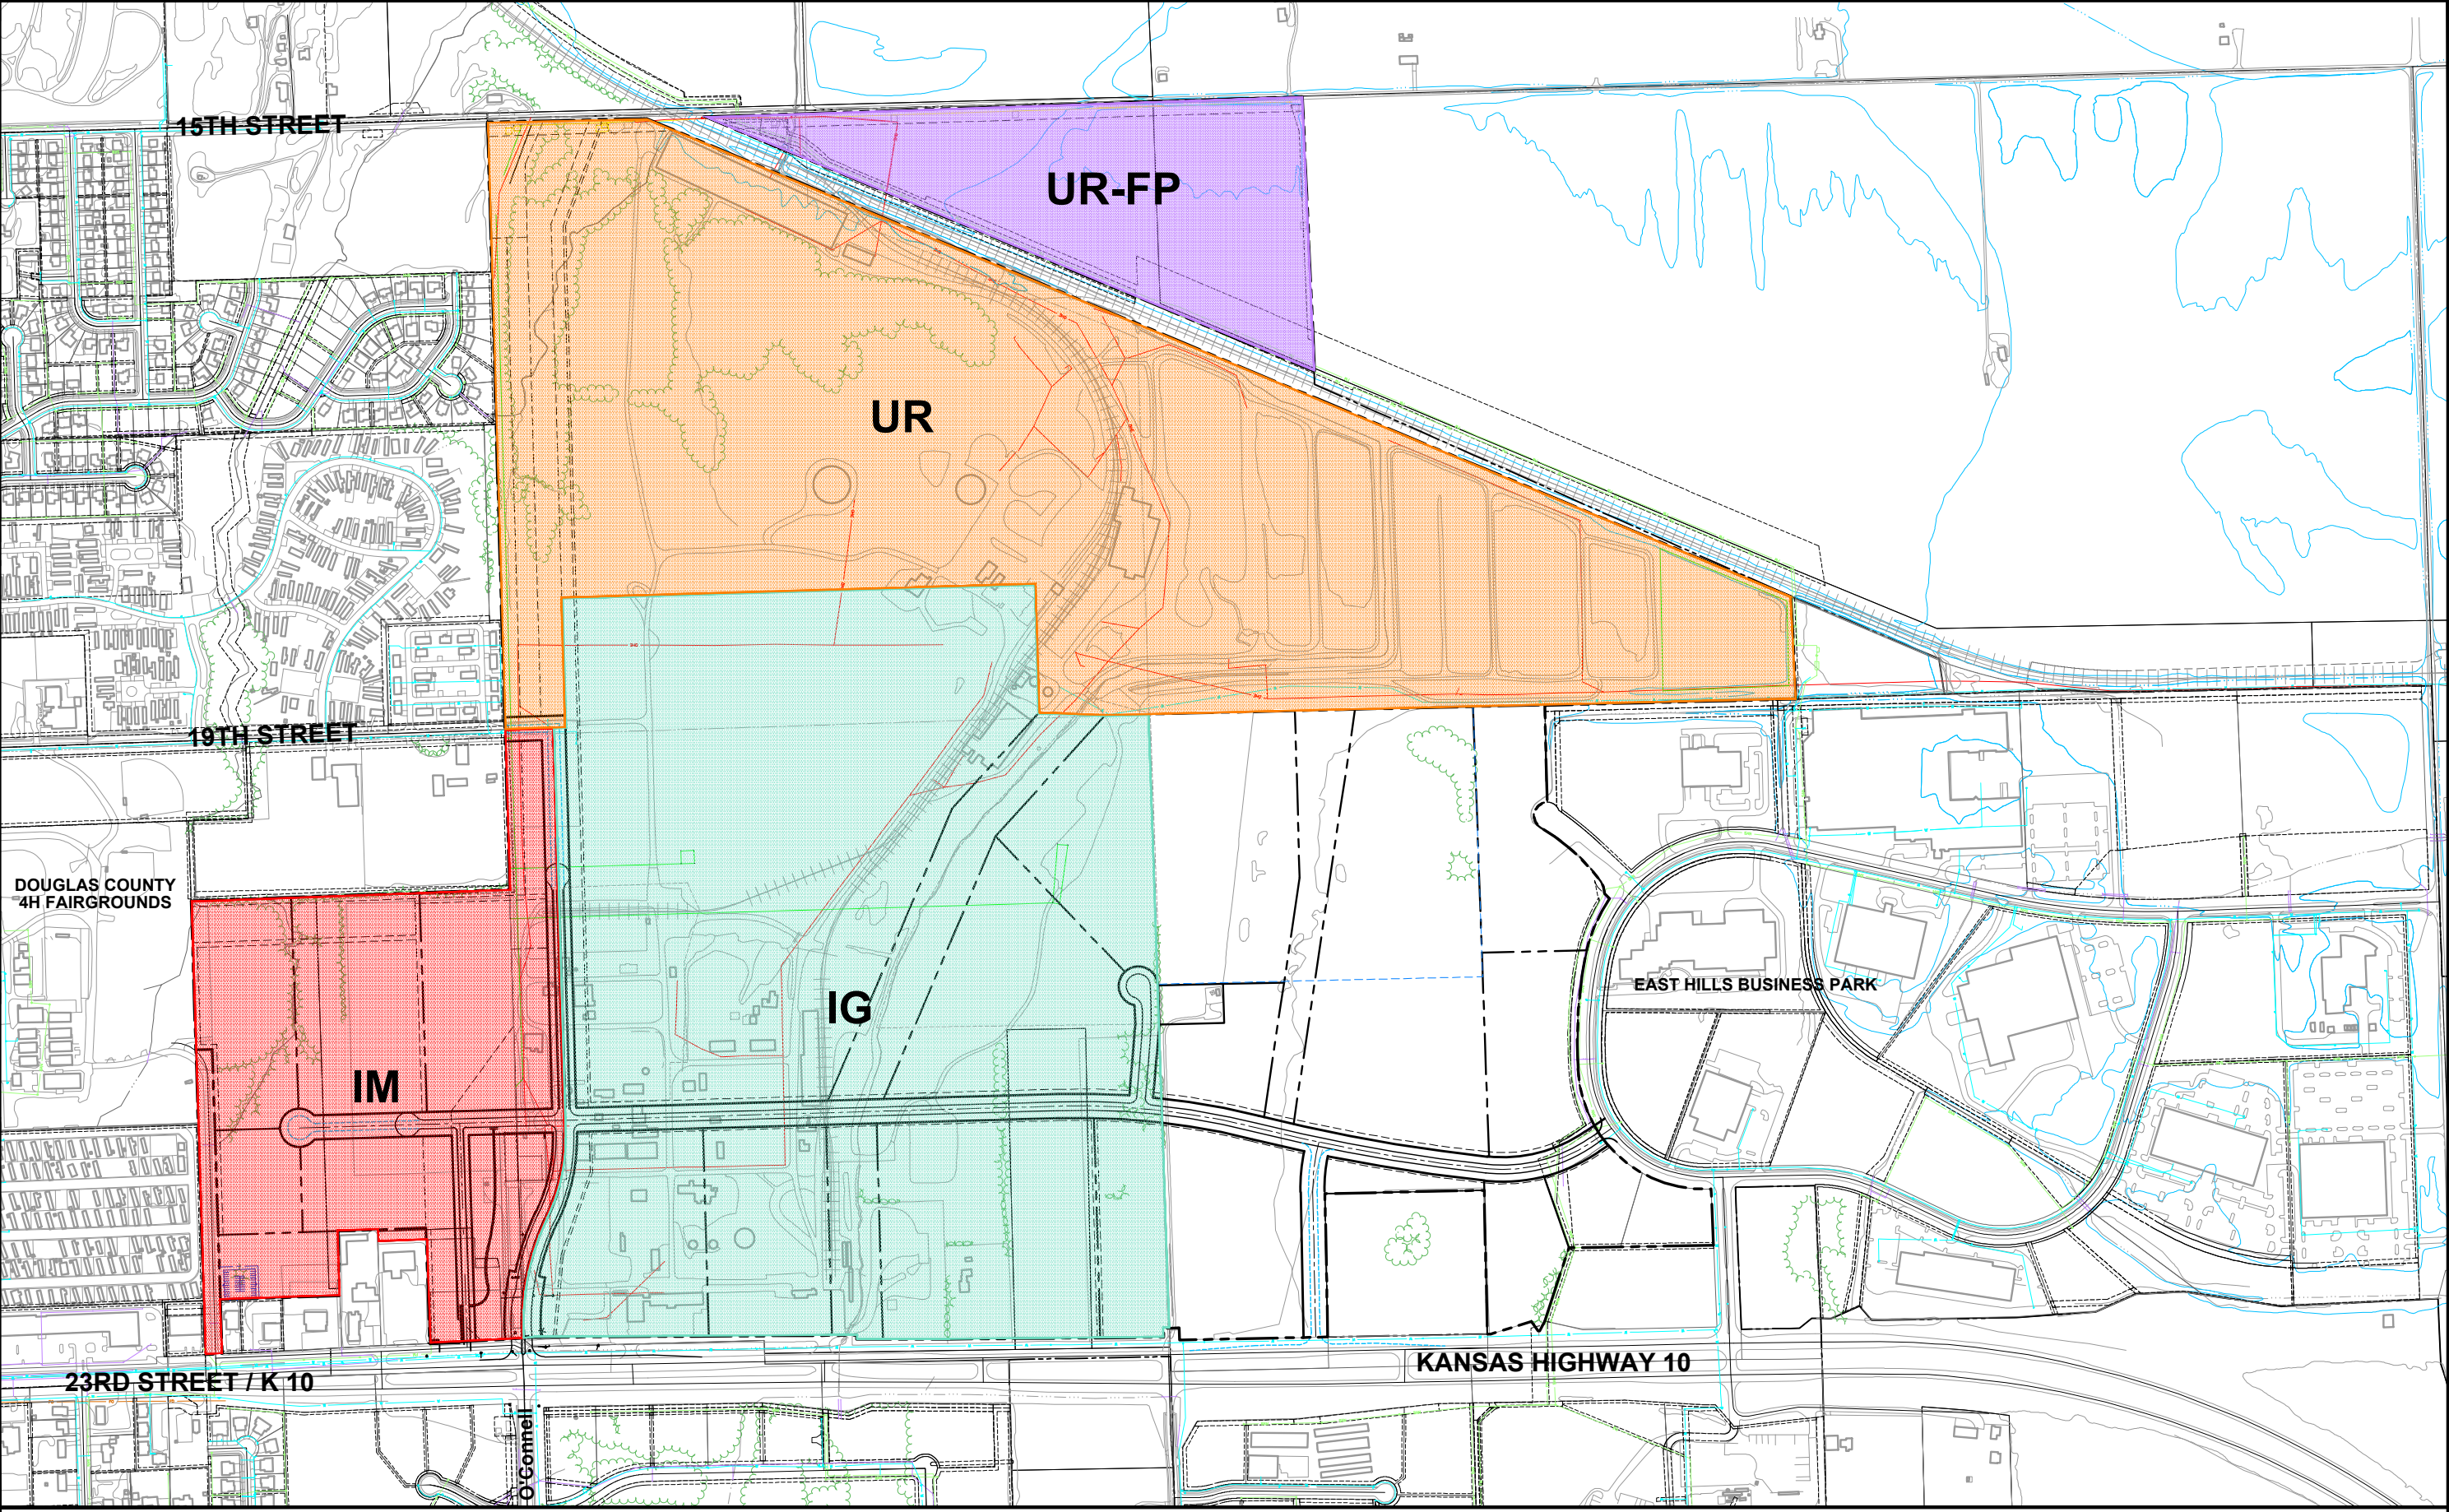 15TH STREET
UR-FP
UR
19TH STREET
DOUGLAS COUNTY
4H FAIRGROUNDS
EAST HILLS BUSINESS PARK
IG
IM
KANSAS HIGHWAY 10
23RD STREET / K 10
O'Connell